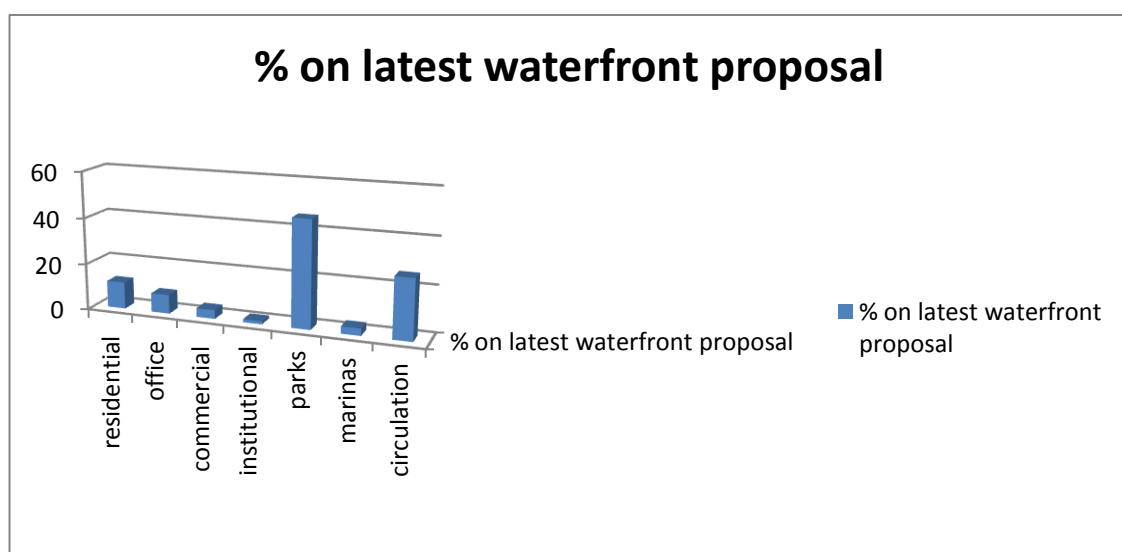 % on latest waterfront proposal
60
40
20
0
residential
office
commercial
institutional
parks
marinas
circulation
% on latest waterfront proposal
% on latest waterfront
proposal